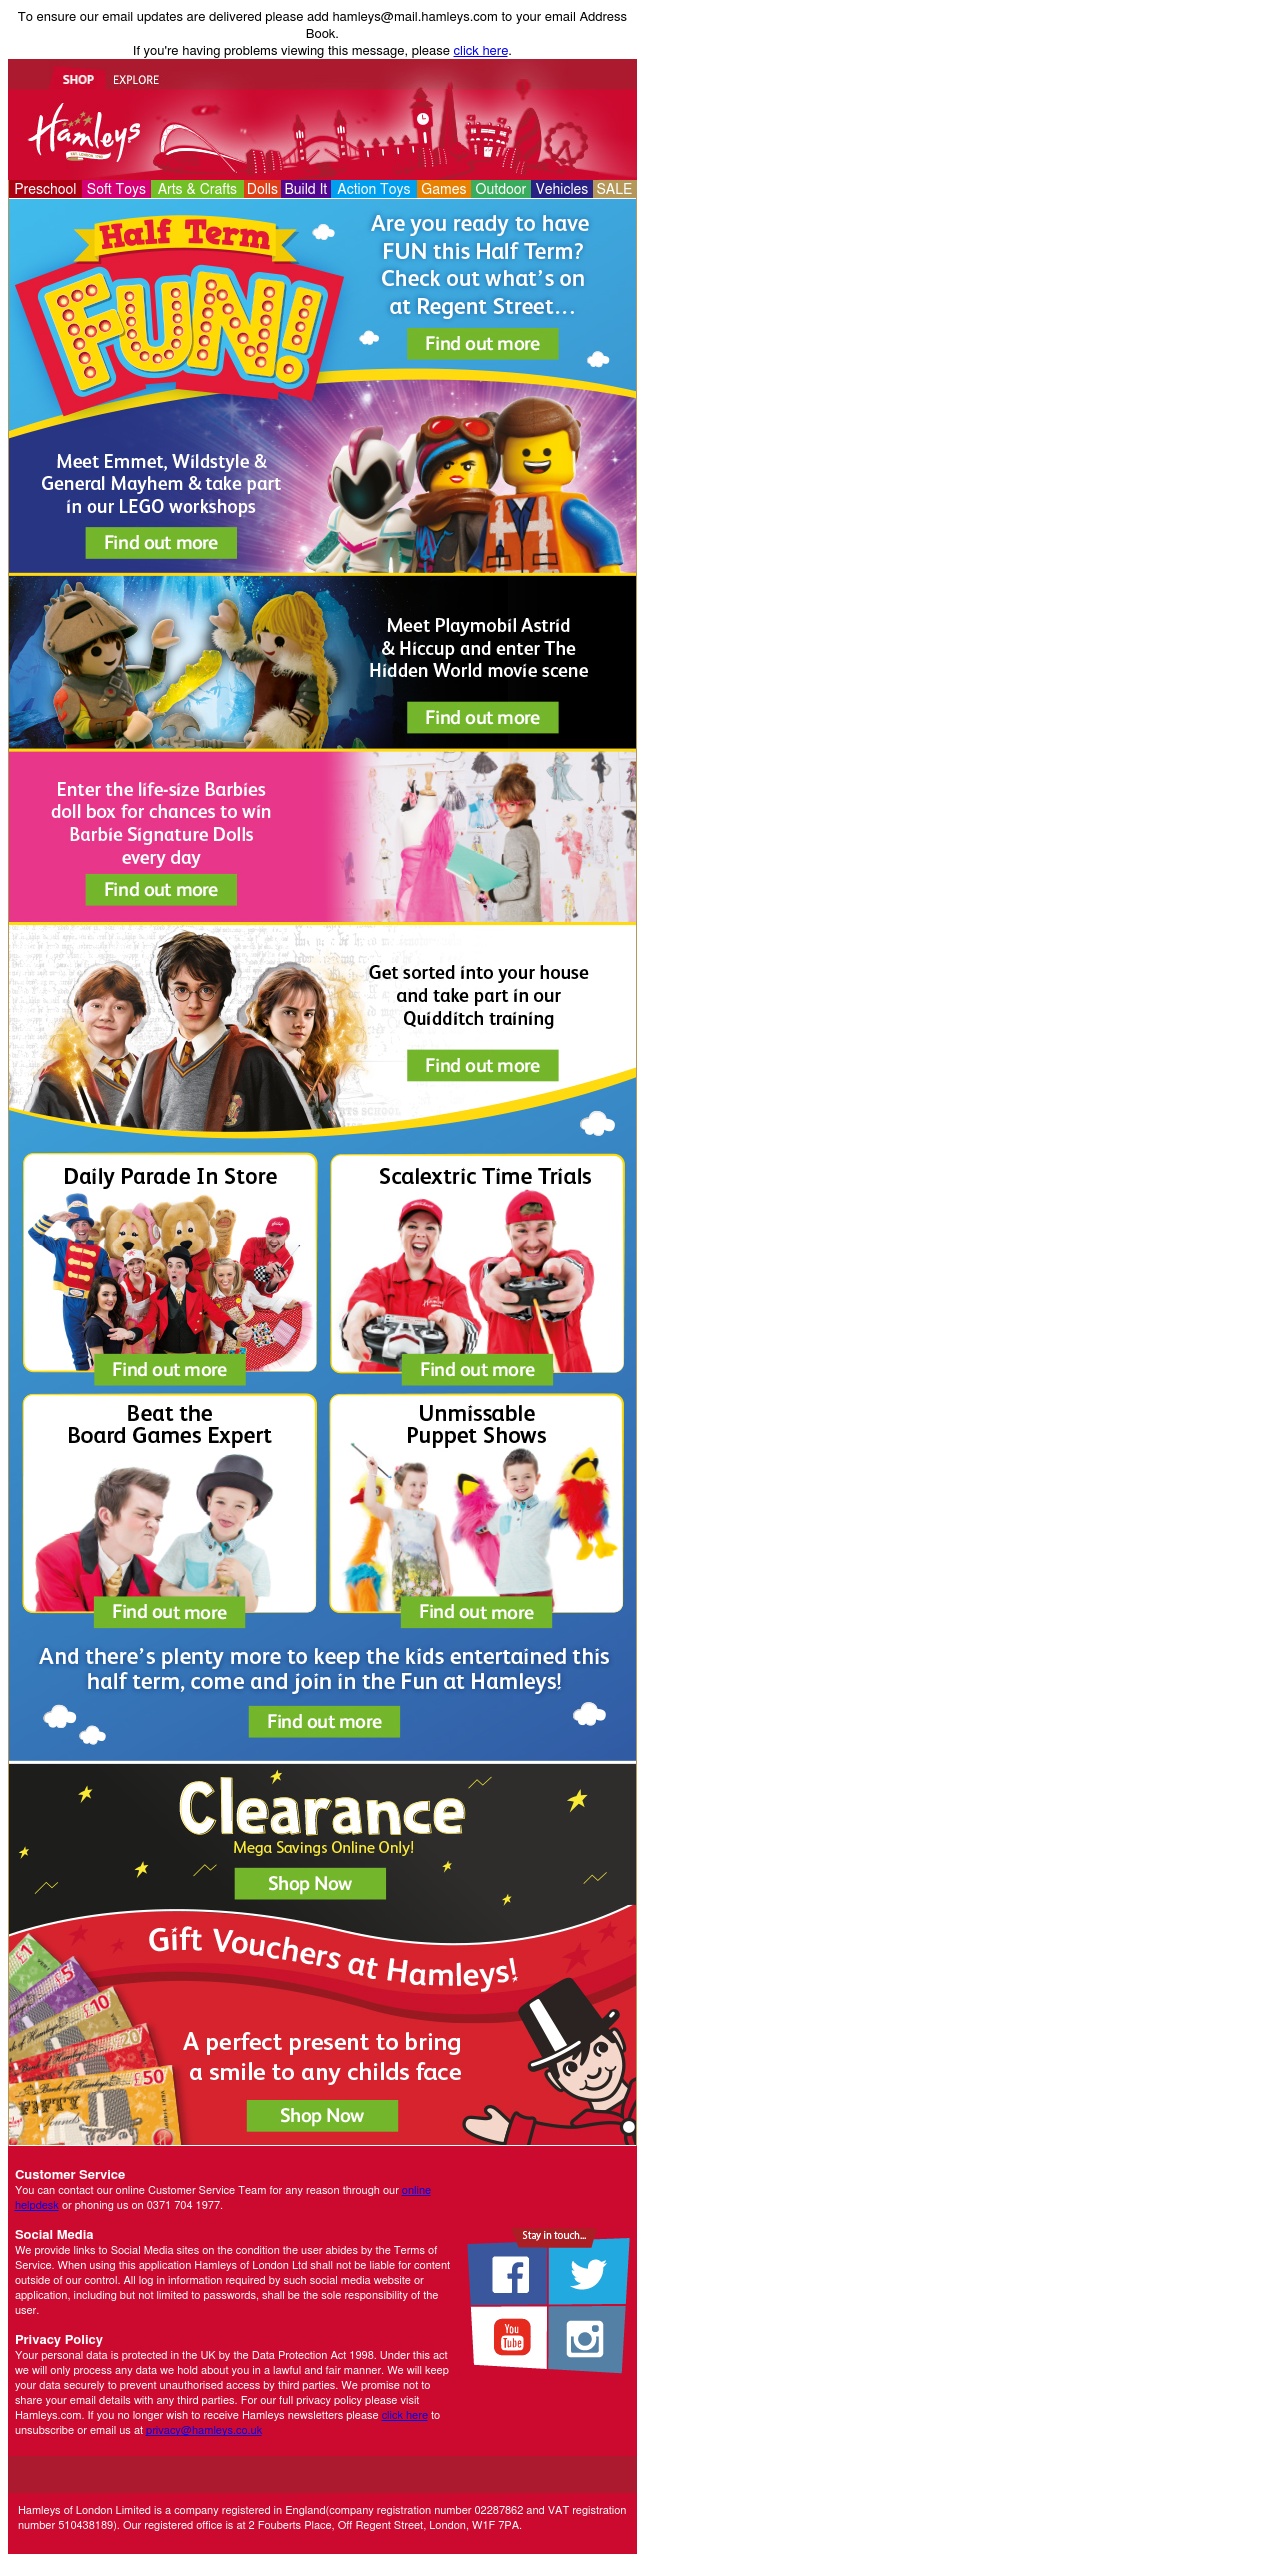 To ensure our email updates are delivered please add hamleys@mail.hamleys.com to your email Address
Book.
If you're having problems viewing this message, please click here.
SHOP EXPLORE
Hamleys
Preschool Soft Toys Arts & Crafts Dolls Build It Action Toys Games Outdoor Vehicles SALE
Half Term
FUN!
Are you ready to have
FUN this Half Term?
Check out what's on
at Regent Street...
Find out more
Meet Emmet, Wildstyle &
General Mayhem & take part
in our LEGO workshops
Find out more
Meet Playmobil Astrid
& Hiccup and enter The
Hidden World movie scene
Find out more
Enter the life-size Barbies
doll box for chances to win
Barbie Signature Dolls
every day
Find out more
Get sorted into your house
and take part in our
Quidditch training
Find out more
Daily Parade In Store
Find out more
Scalextric Time Trials
Find out more
Beat the
Board Games Expert
Find out more
Unmissable
Puppet Shows
Find out more
And there's plenty more to keep the kids entertained this
half term, come and join in the Fun at Hamleys!
Find out more
Clearance
Mega Savings Online Only!
Shop Now
Gift Vouchers at Hamleys!
£1
£5
£10
£20
£50
A perfect present to bring
a smile to any childs face
Shop Now
Customer Service
You can contact our online Customer Service Team for any reason through our online
helpdesk or phoning us on 0371 704 1977.
Social Media
We provide links to Social Media sites on the condition the user abides by the Terms of
Service. When using this application Hamleys of London Ltd shall not be liable for content
outside of our control. All log in information required by such social media website or
application, including but not limited to passwords, shall be the sole responsibility of the
user.
Stay in touch...
You
Tube
Privacy Policy
Your personal data is protected in the UK by the Data Protection Act 1998. Under this act
we will only process any data we hold about you in a lawful and fair manner. We will keep
your data securely to prevent unauthorised access by third parties. We promise not to
share your email details with any third parties. For our full privacy policy please visit
Hamleys.com. If you no longer wish to receive Hamleys newsletters please click here to
unsubscribe or email us at privacy@hamleys.co.uk
Hamleys of London Limited is a company registered in England(company registration number 02287862 and VAT registration
number 510438189). Our registered office is at 2 Fouberts Place, Off Regent Street, London, W1F 7PA.